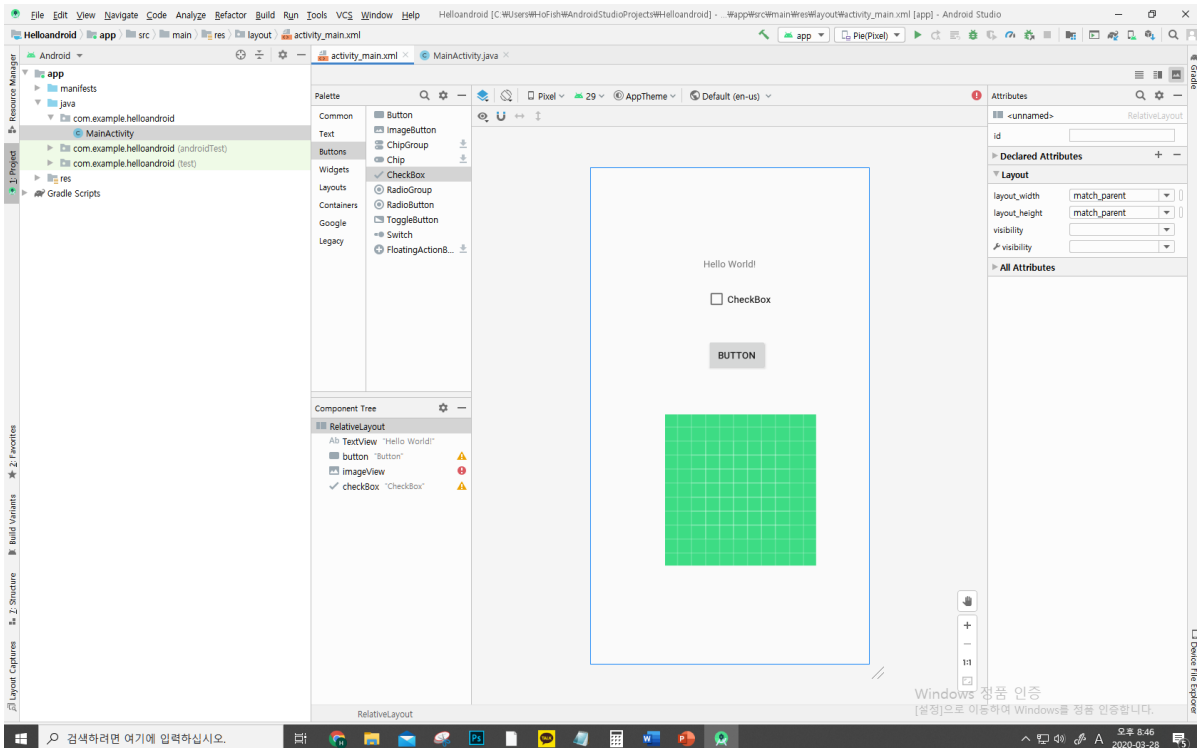 File Edit View Navigate Code Analyze Refactor Build Run Tools VCS Window Help Helloandroid [C:₩Users₩HoFish₩AndroidStudioProjects₩Helloandroid] - ...₩app₩src₩main₩res₩layout₩activity_main.xml [app] - Android Studio
Helloandroid app src main res layout activity_main.xml app Pie(Pixel)
Android activity_main.xml MainActivity.java
Resource Manager
1: Project
2: Favorites
Build Variants
7: Structure
Layout Captures
app
manifests
java
com.example.helloandroid
MainActivity
com.example.helloandroid (androidTest)
com.example.helloandroid (test)
res
Gradle Scripts
Palette
Common
Text
Buttons
Widgets
Layouts
Containers
Google
Legacy
Button
ImageButton
ChipGroup
Chip
CheckBox
RadioGroup
RadioButton
ToggleButton
Switch
FloatingActionB...
Component Tree
RelativeLayout
Ab TextView "Hello World!"
button "Button"
imageView
checkBox "CheckBox"
Pixel 29 AppTheme Default (en-us)
Hello World!
CheckBox
BUTTON
1:1
RelativeLayout
Attributes
<unnamed> RelativeLayout
id
Declared Attributes
Layout
layout_width match_parent
layout_height match_parent
visibility
visibility
All Attributes
Gradle
Device File Explorer
Windows 정품 인증
[설정]으로 이동하여 Windows를 정품 인증합니다.
검색하려면 여기에 입력하십시오.
Ps
TALK
A
오후 8:46
2020-03-28